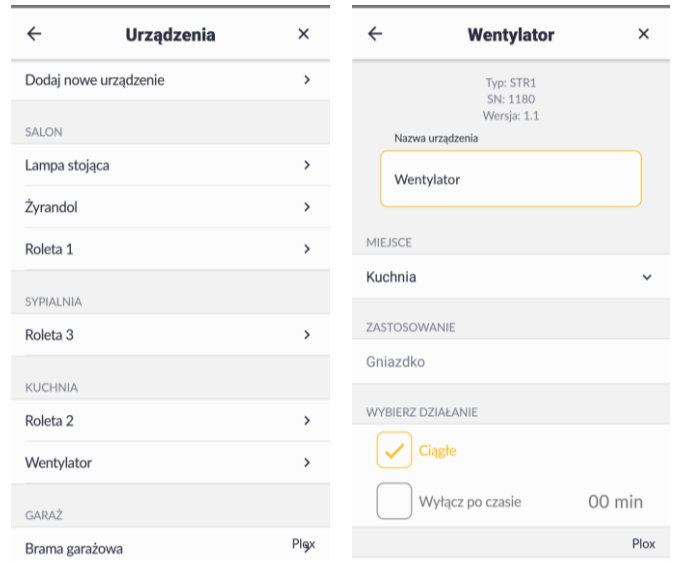 Urządzenia
Dodaj nowe urządzenie
SALON
Lampa stojąca
Żyrandol
Roleta 1
SYPIALNIA
Roleta 3
KUCHNIA
Roleta 2
Wentylator
GARAŻ
Brama garażowa
Plox
Wentylator
Typ: STR1
SN: 1180
Wersja: 1.1
Nazwa urządzenia
Wentylator
MIEJSCE
Kuchnia
ZASTOSOWANIE
Gniazdko
WYBIERZ DZIAŁANIE
Ciągłe
Wyłącz po czasie 00 min
Plox